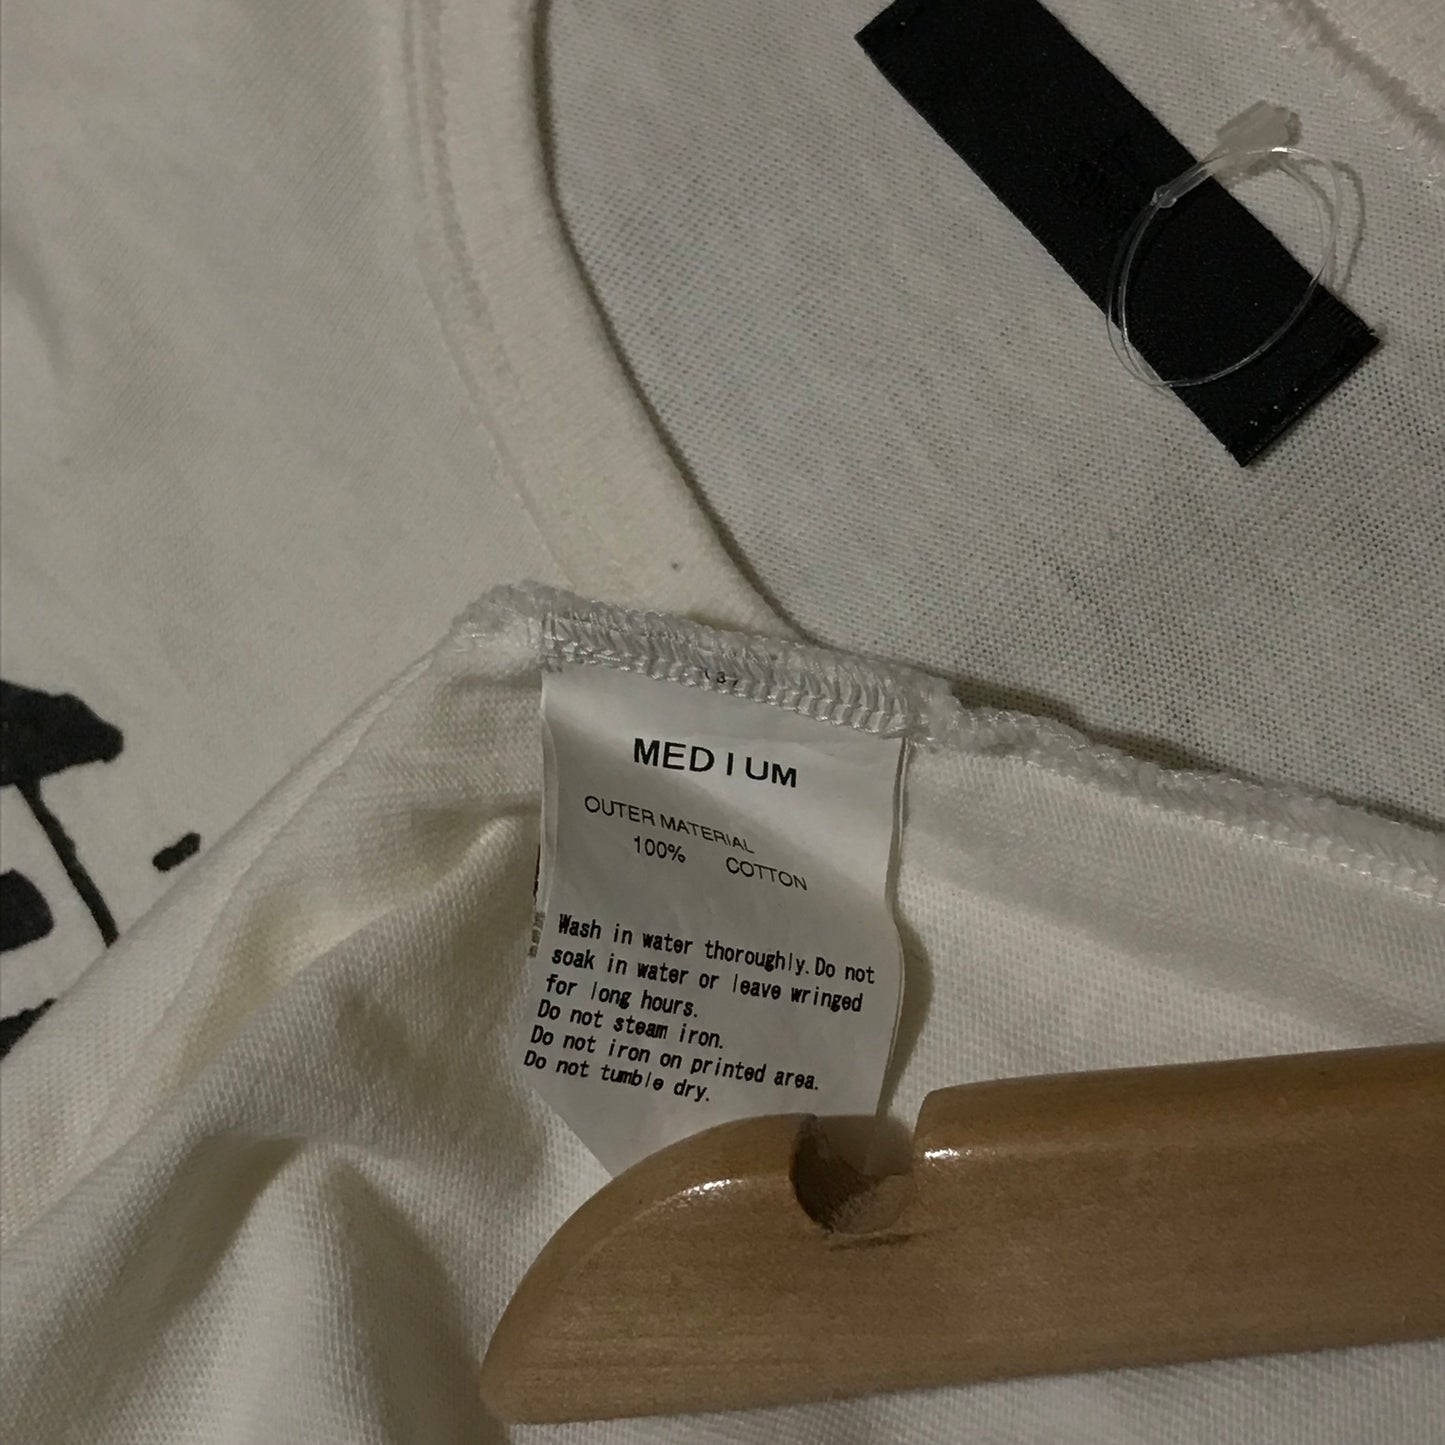 MEDIUM
OUTER MATERIAL
100% COTTON
Wash in water thoroughly. Do not
soak in water or leave wringed
for long hours.
Do not steam iron.
Do not iron on printed area.
Do not tumble dry.